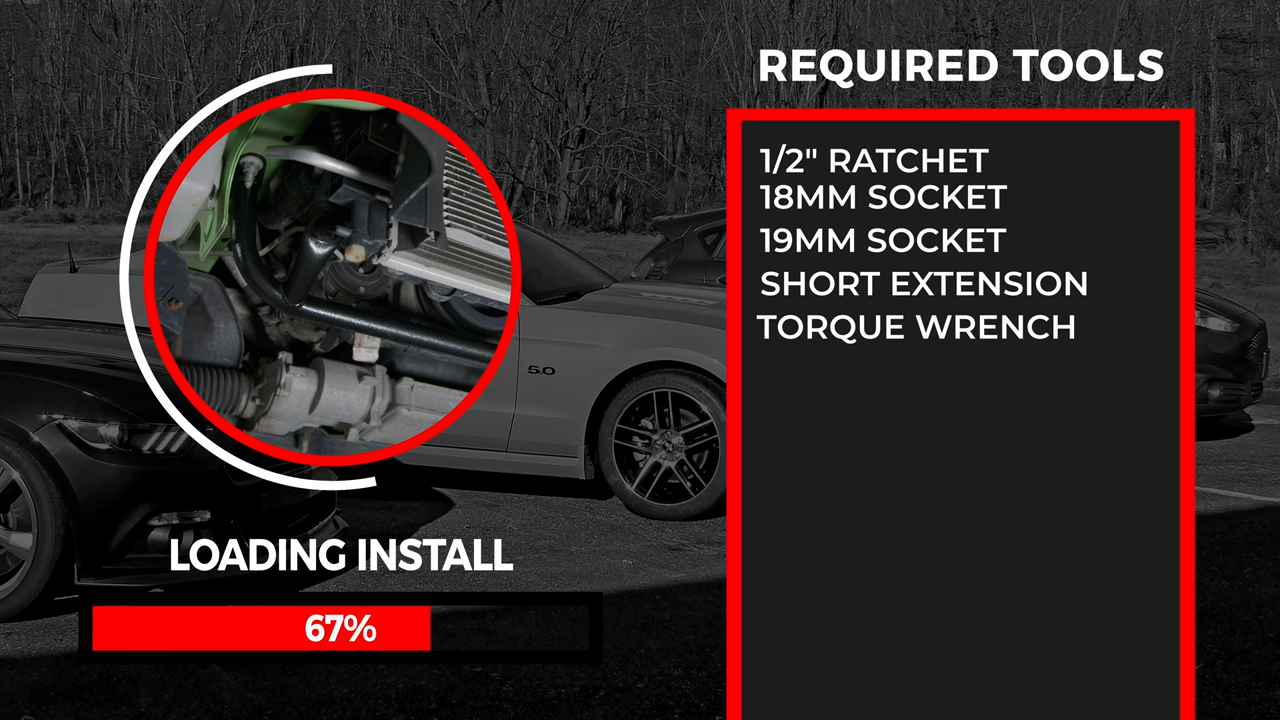 REQUIRED TOOLS
1/2" RATCHET
18MM SOCKET
19MM SOCKET
SHORT EXTENSION
TORQUE WRENCH
5.0
LOADING INSTALL
67%